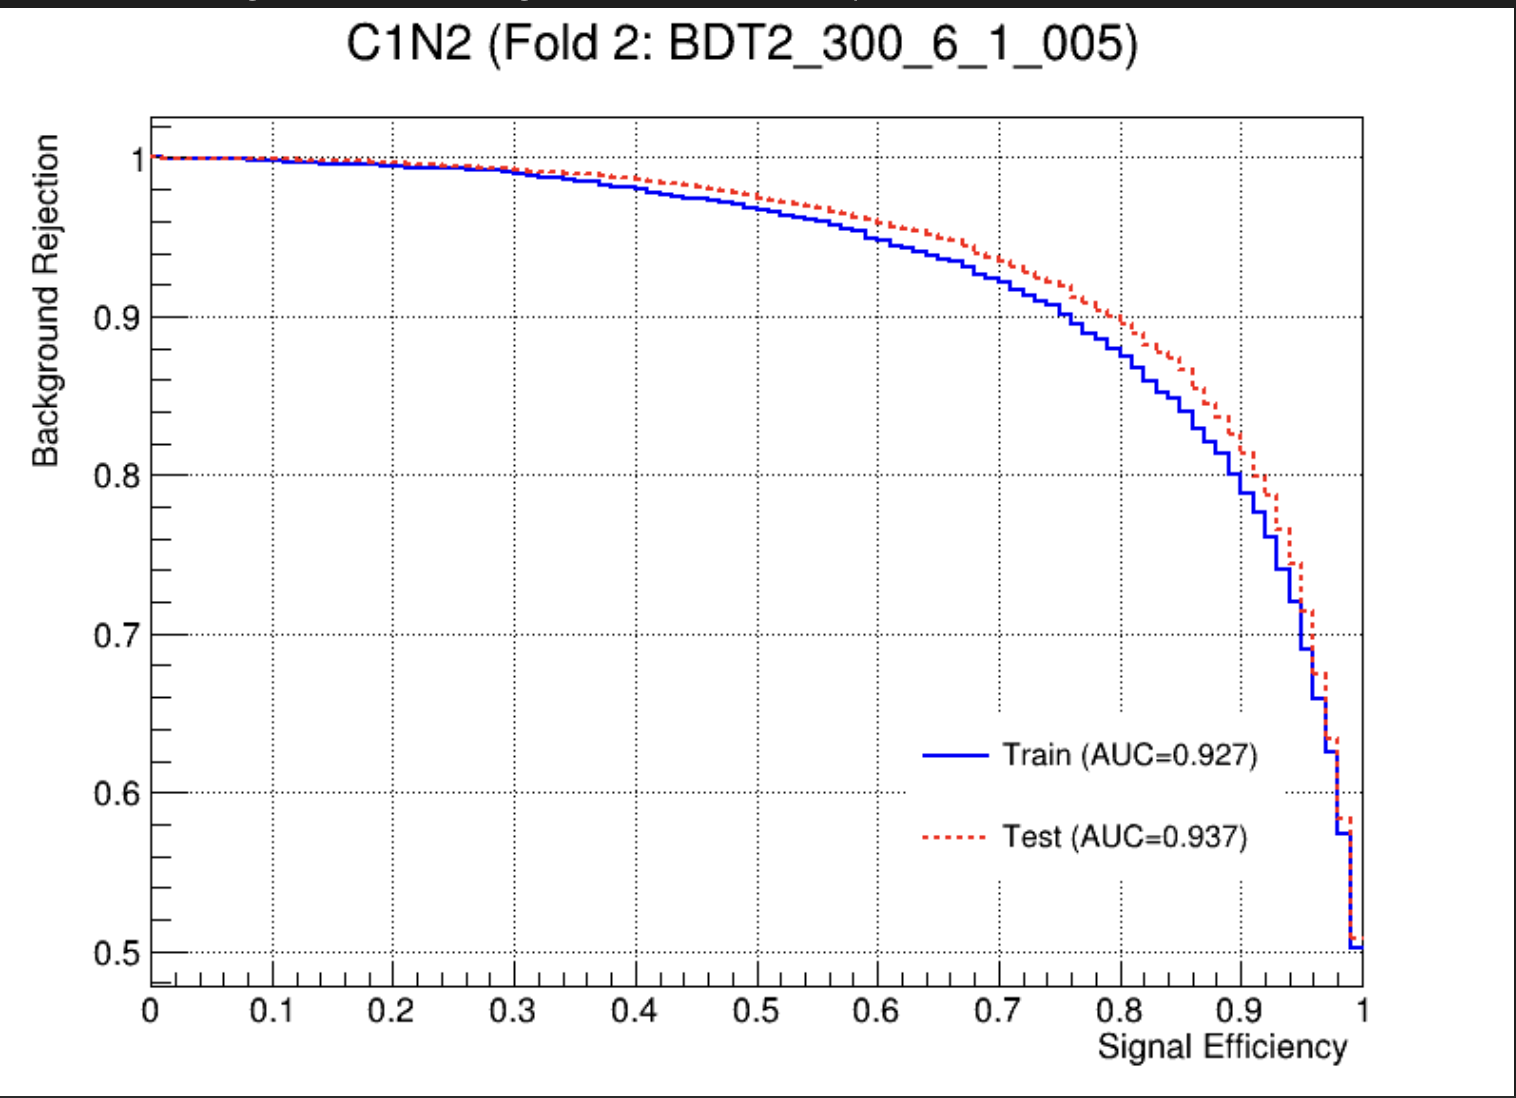 C1N2 (Fold 2: BDT2_300_6_1_005)
Background Rejection
1
0.9
0.8
0.7
0.6
0.5
Train (AUC=0.927)
Test (AUC=0.937)
0 0.1 0.2 0.3 0.4 0.5 0.6 0.7 0.8 0.9 1
Signal Efficiency